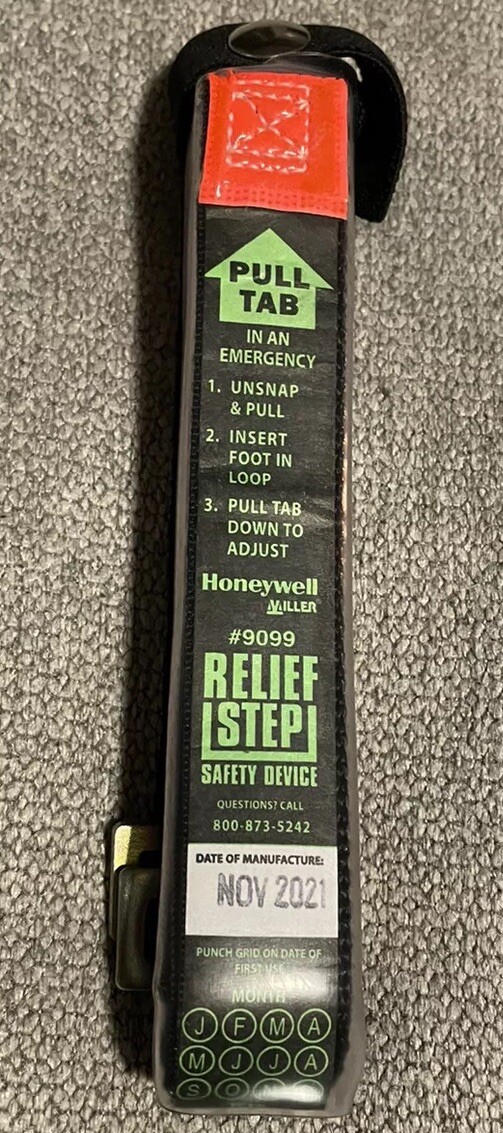 PULL
TAB
IN AN
EMERGENCY
1. UNSNAP
& PULL
2. INSERT
FOOT IN
LOOP
3. PULL TAB
DOWN TO
ADJUST
Honeywell
MILLER
#9099
RELIEF
STEP
SAFETY DEVICE
QUESTIONS? CALL
800-873-5242
DATE OF MANUFACTURE:
NOV 2021
PUNCH GRID ON DATE OF
FIRST USE
MONTH
J F M A
M J J A
S O N